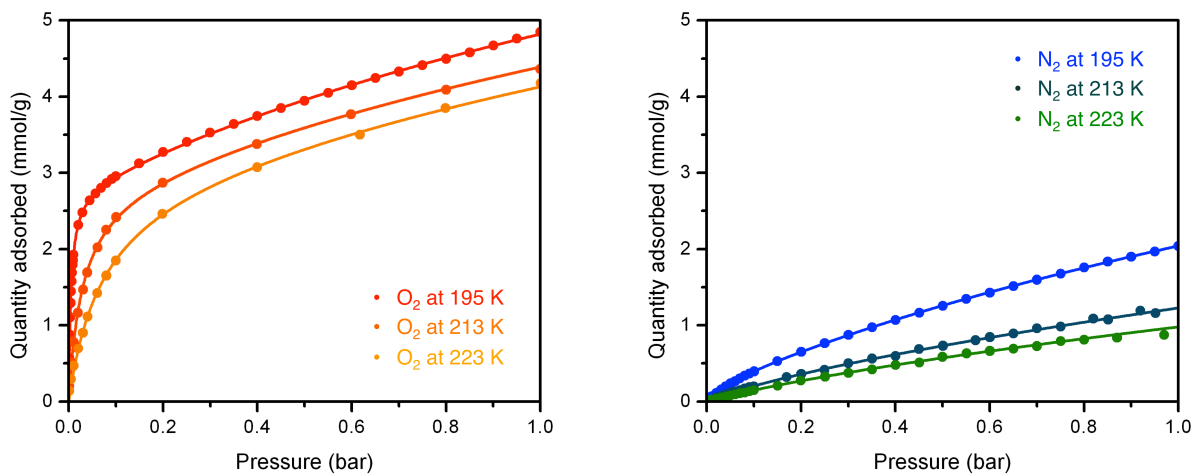 5
4
3
2
1
0
Quantity adsorbed (mmol/g)
O₂ at 195 K
O₂ at 213 K
O₂ at 223 K
0.0 0.2 0.4 0.6 0.8 1.0
Pressure (bar)
5
4
3
2
1
0
Quantity adsorbed (mmol/g)
N₂ at 195 K
N₂ at 213 K
N₂ at 223 K
0.0 0.2 0.4 0.6 0.8 1.0
Pressure (bar)